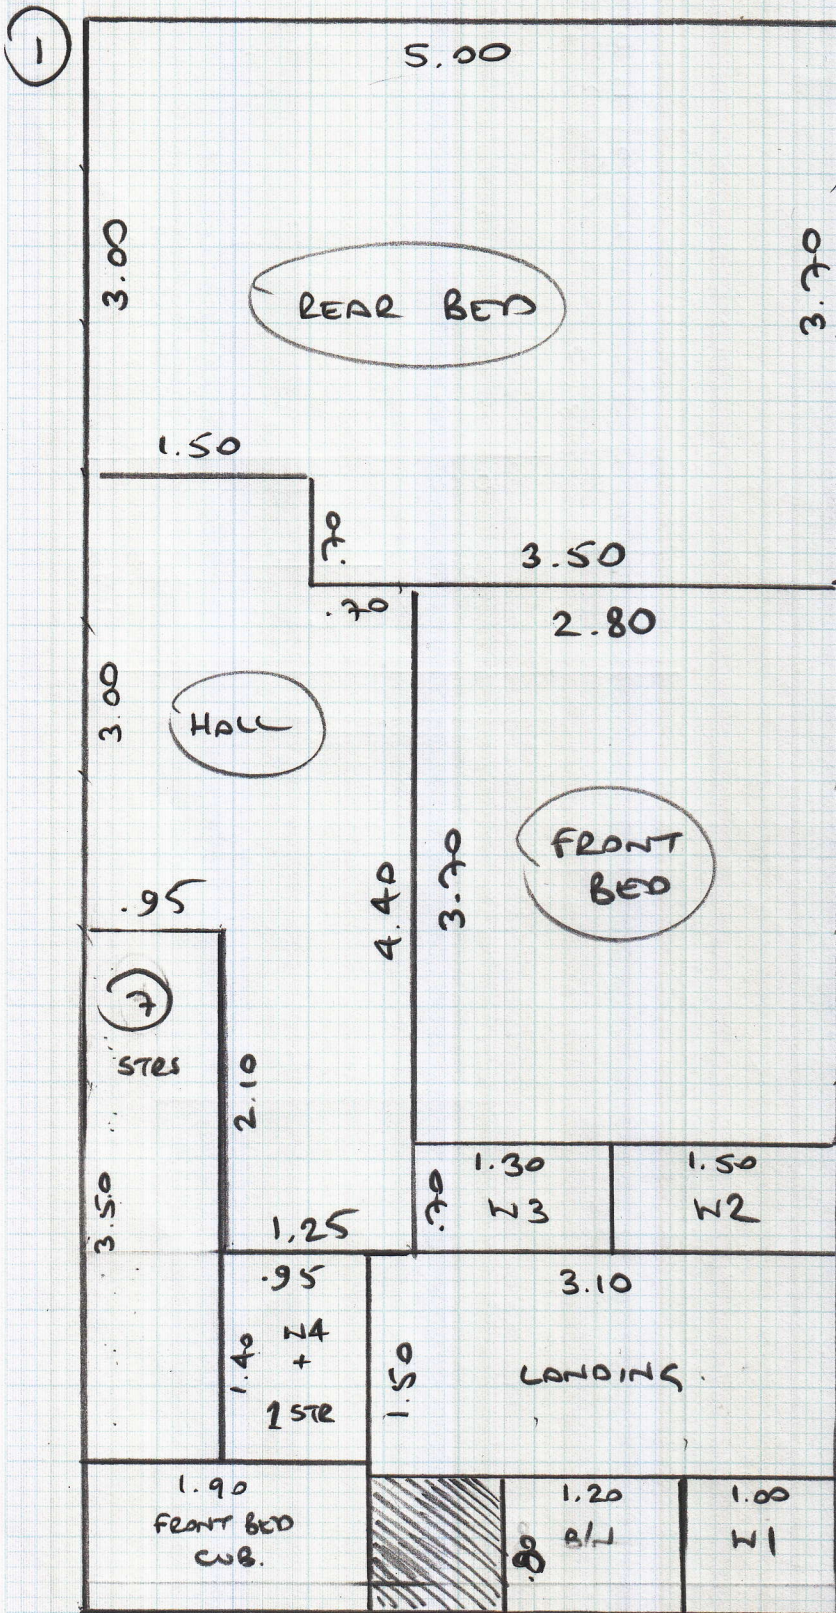 1
5.00
3.00
REAR BED
3.70
1.50
.70
3.50
.70
2.80
3.00
HALL
FRONT
BED
4.40
3.70
.95
7
STRS
2.10
3.50
1.30
W3
1.50
W2
.70
1.25
.95
W4
+
1 STR
1.40
3.10
1.50
LANDING.
1.90
FRONT BED
CUB.
.80
1.20
B/W
1.00
W1